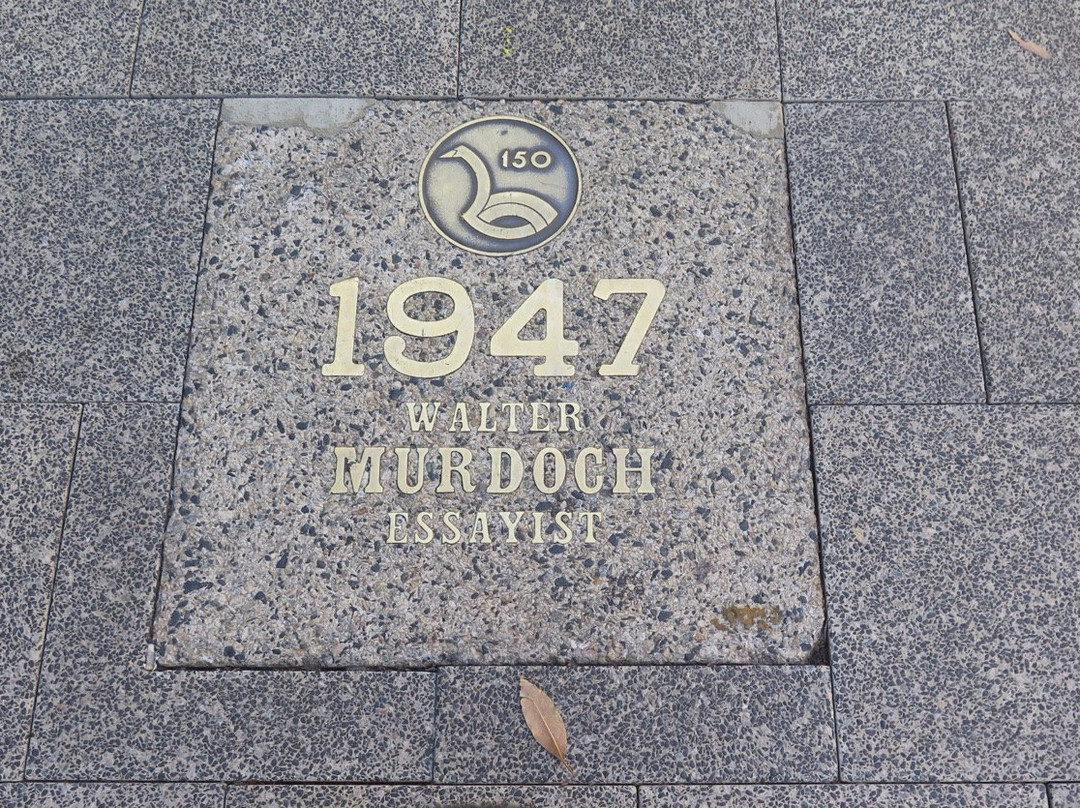 150
1947
WALTER
MURDOCH
ESSAYIST